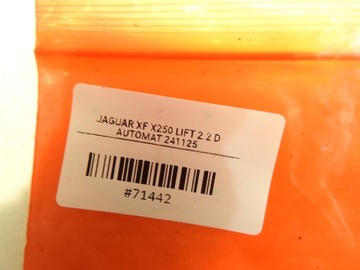 JAGUAR XF X250 LIFT 2.2 D
AUTOMAT 241125
#71442